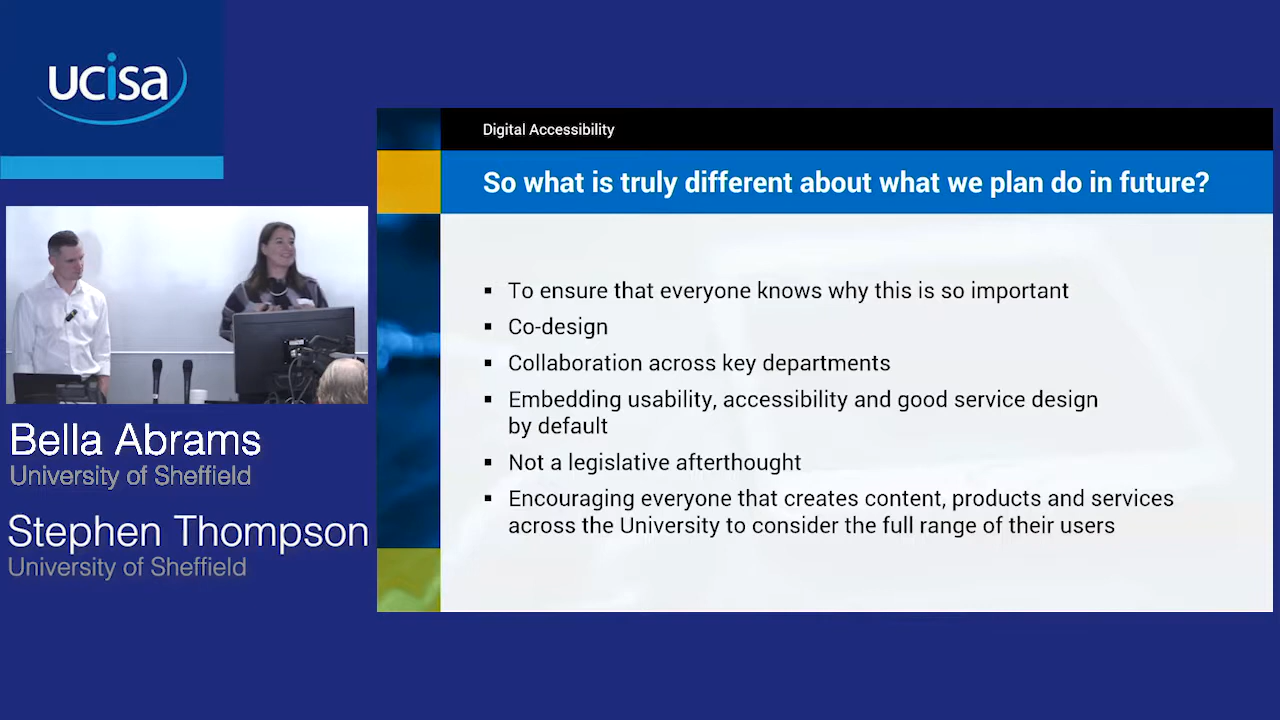 ucisa
Digital Accessibility
So what is truly different about what we plan do in future?
▪ To ensure that everyone knows why this is so important
▪ Co-design
▪ Collaboration across key departments
▪ Embedding usability, accessibility and good service design
by default
▪ Not a legislative afterthought
▪ Encouraging everyone that creates content, products and services
across the University to consider the full range of their users
Bella Abrams
University of Sheffield
Stephen Thompson
University of Sheffield